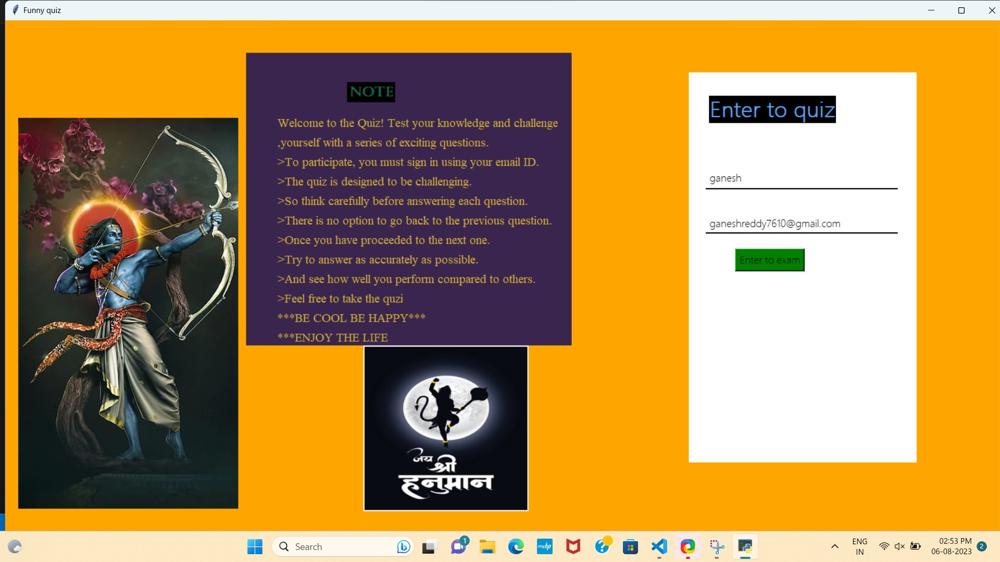 Funny quiz
NOTE
Welcome to the Quiz! Test your knowledge and challenge
,yourself with a series of exciting questions.
>To participate, you must sign in using your email ID.
>The quiz is designed to be challenging.
>So think carefully before answering each question.
>There is no option to go back to the previous question.
>Once you have proceeded to the next one.
>Try to answer as accurately as possible.
>And see how well you perform compared to others.
>Feel free to take the quzi
***BE COOL BE HAPPY***
***ENJOY THE LIFE
जय
श्री
हनुमान
Enter to quiz
ganesh
ganeshreddy7610@gmail.com
Enter to exam
Search
1
myhp
ENG
IN
02:53 PM
06-08-2023
2